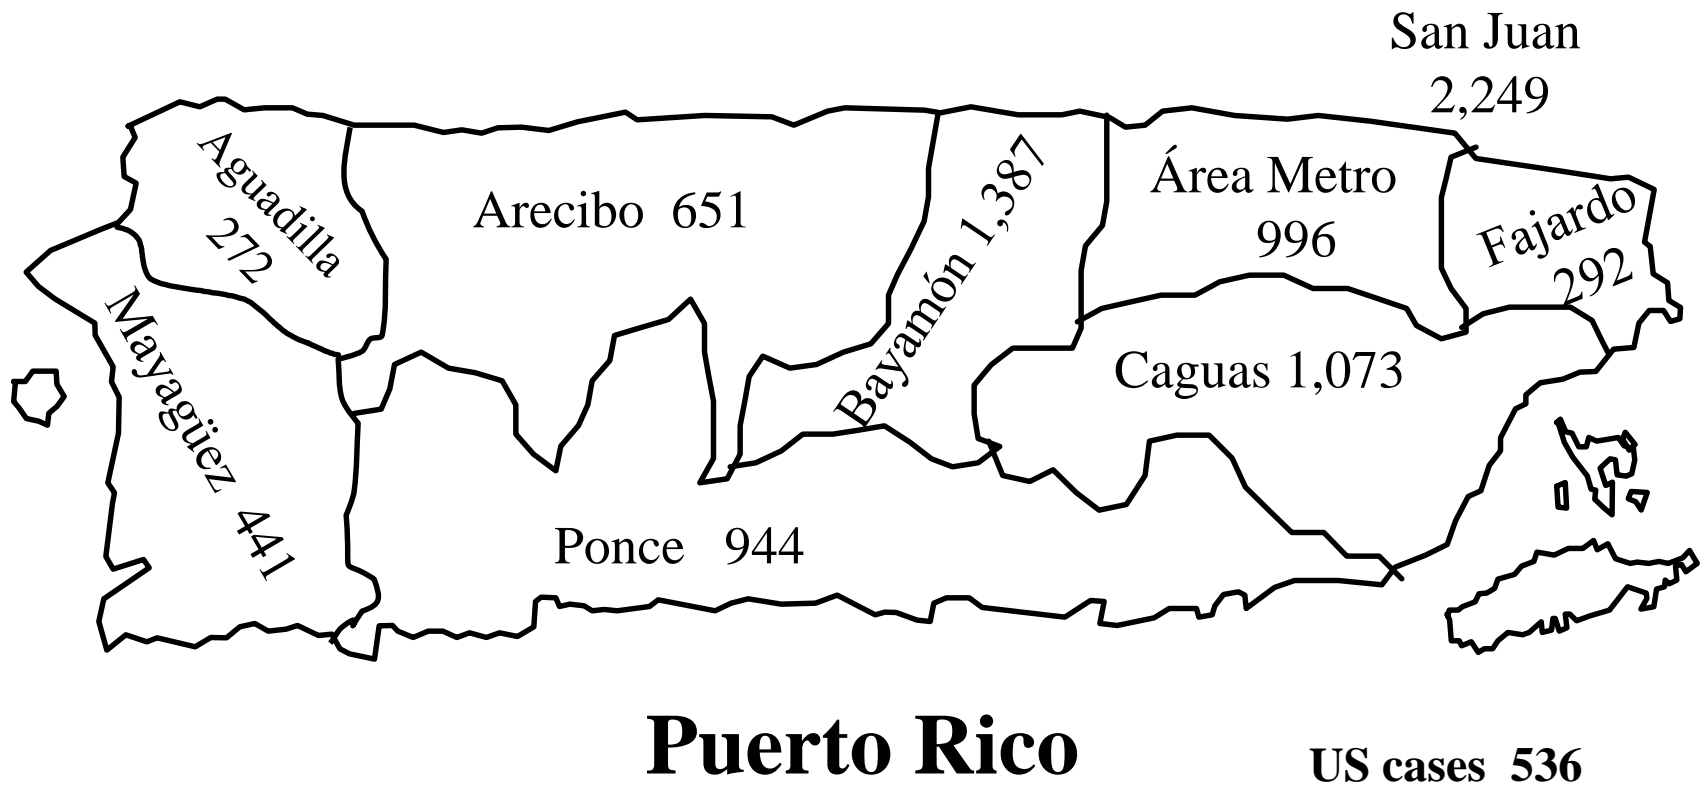 San Juan
2,249
Aguadilla
272
Arecibo 651
Bayamón 1,387
Área Metro
996
Fajardo
292
Mayagüez 441
Caguas 1,073
Ponce 944
Puerto Rico
US cases 536